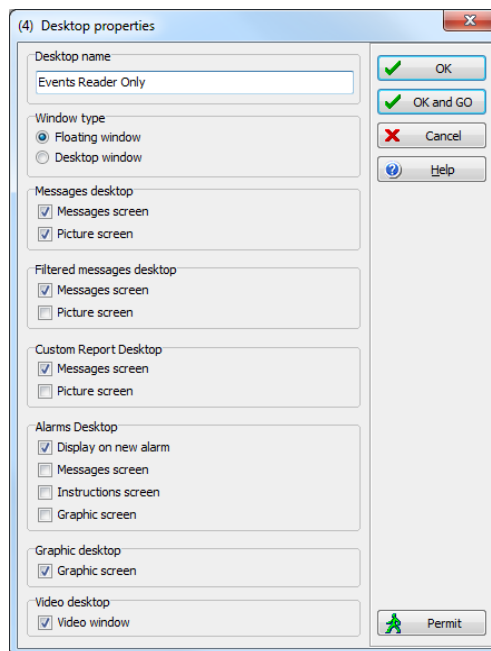 (4) Desktop properties
Desktop name
Events Reader Only
Window type
Floating window
Desktop window
Messages desktop
Messages screen
Picture screen
Filtered messages desktop
Messages screen
Picture screen
Custom Report Desktop
Messages screen
Picture screen
Alarms Desktop
Display on new alarm
Messages screen
Instructions screen
Graphic screen
Graphic desktop
Graphic screen
Video desktop
Video window
OK
OK and GO
Cancel
Help
Permit